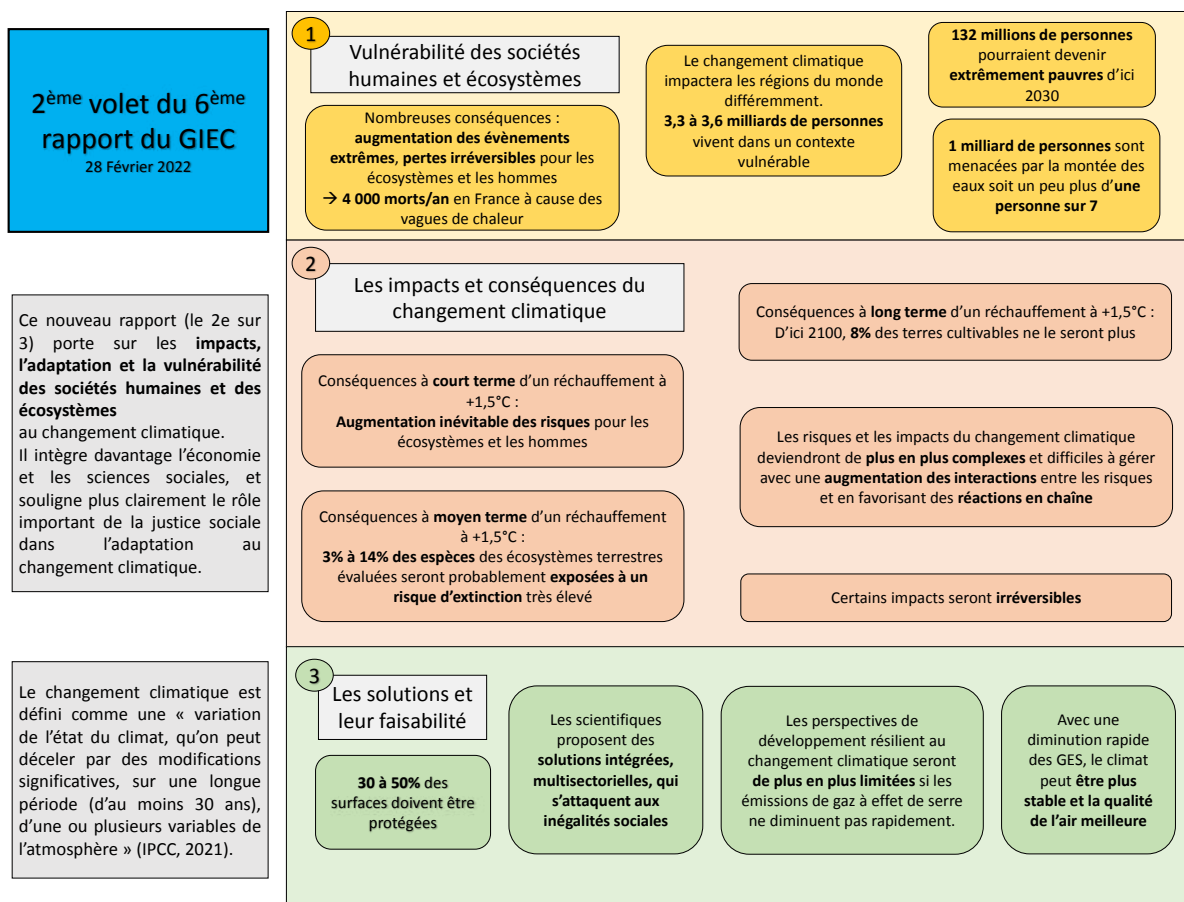 2ème volet du 6ème
rapport du GIEC
28 Février 2022
Ce nouveau rapport (le 2e sur
3) porte sur les impacts,
l’adaptation et la vulnérabilité
des sociétés humaines et des
écosystèmes
au changement climatique.
Il intègre davantage l’économie
et les sciences sociales, et
souligne plus clairement le rôle
important de la justice sociale
dans l’adaptation au
changement climatique.
Le changement climatique est
défini comme une « variation
de l’état du climat, qu’on peut
déceler par des modifications
significatives, sur une longue
période (d’au moins 30 ans),
d’une ou plusieurs variables de
l’atmosphère » (IPCC, 2021).
1
Vulnérabilité des sociétés
humaines et écosystèmes
Nombreuses conséquences :
augmentation des évènements
extrêmes, pertes irréversibles pour les
écosystèmes et les hommes
→ 4 000 morts/an en France à cause des
vagues de chaleur
Le changement climatique
impactera les régions du monde
différemment.
3,3 à 3,6 milliards de personnes
vivent dans un contexte
vulnérable
132 millions de personnes
pourraient devenir
extrêmement pauvres d’ici
2030
1 milliard de personnes sont
menacées par la montée des
eaux soit un peu plus d’une
personne sur 7
2
Les impacts et conséquences du
changement climatique
Conséquences à court terme d’un réchauffement à
+1,5°C :
Augmentation inévitable des risques pour les
écosystèmes et les hommes
Conséquences à moyen terme d’un réchauffement
à +1,5°C :
3% à 14% des espèces des écosystèmes terrestres
évaluées seront probablement exposées à un
risque d’extinction très élevé
Conséquences à long terme d’un réchauffement à +1,5°C :
D’ici 2100, 8% des terres cultivables ne le seront plus
Les risques et les impacts du changement climatique
deviendront de plus en plus complexes et difficiles à gérer
avec une augmentation des interactions entre les risques
et en favorisant des réactions en chaîne
Certains impacts seront irréversibles
3
Les solutions et
leur faisabilité
30 à 50% des
surfaces doivent être
protégées
Les scientifiques
proposent des
solutions intégrées,
multisectorielles, qui
s’attaquent aux
inégalités sociales
Les perspectives de
développement résilient au
changement climatique seront
de plus en plus limitées si les
émissions de gaz à effet de serre
ne diminuent pas rapidement.
Avec une
diminution rapide
des GES, le climat
peut être plus
stable et la qualité
de l’air meilleure